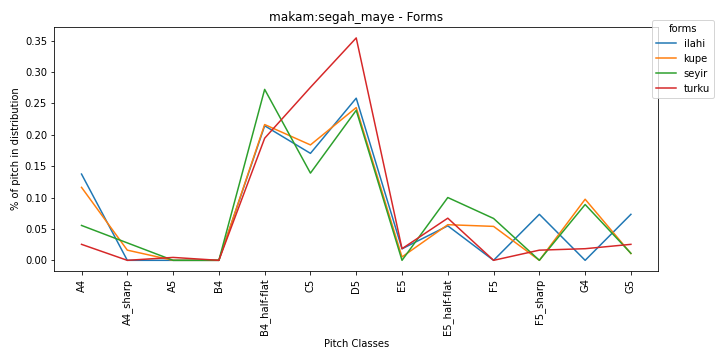 makam:segah_maye - Forms
forms
ilahi
kupe
seyir
turku
% of pitch in distribution
0.35
0.30
0.25
0.20
0.15
0.10
0.05
0.00
A4
A4_sharp
A5
B4
B4_half-flat
C5
D5
E5
E5_half-flat
F5
F5_sharp
G4
G5
Pitch Classes